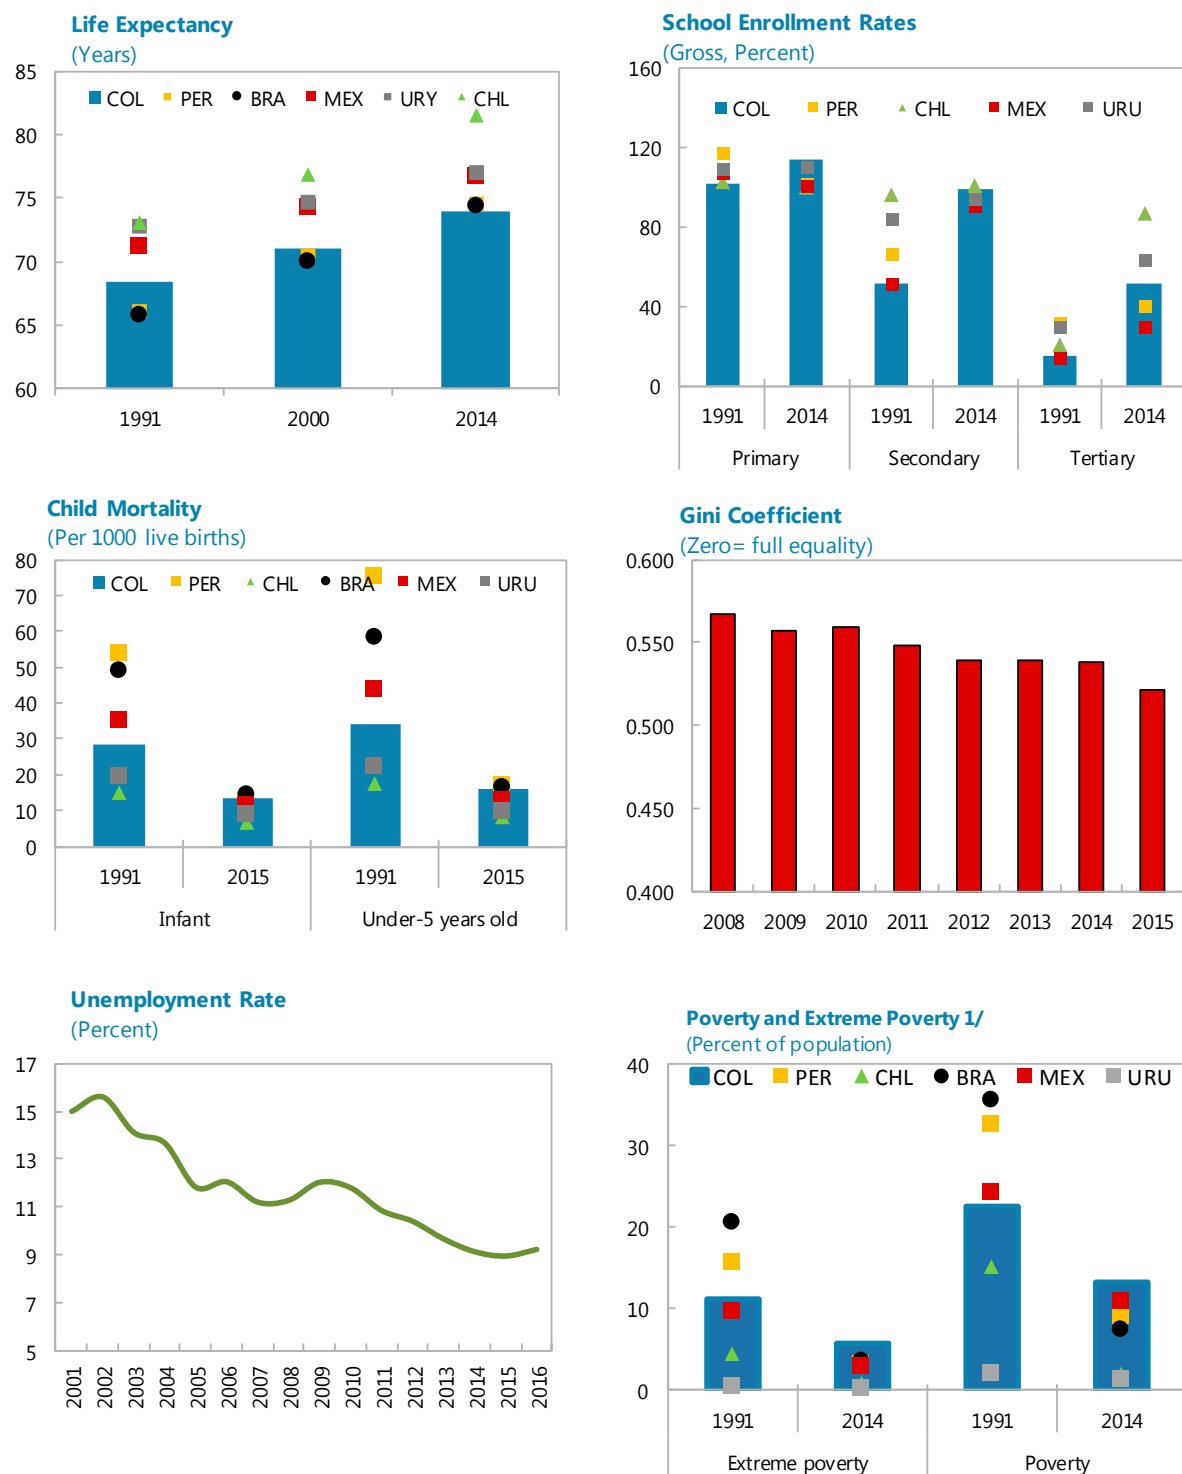 Life Expectancy
(Years)
85
80
75
70
65
60
COL PER BRA MEX URY CHL
1991 2000 2014
School Enrollment Rates
(Gross, Percent)
160
120
80
40
0
COL PER CHL MEX URU
1991 2014 1991 2014 1991 2014
Primary Secondary Tertiary
Child Mortality
(Per 1000 live births)
80
70
60
50
40
30
20
10
0
COL PER CHL BRA MEX URU
1991 2015 1991 2015
Infant Under-5 years old
Gini Coefficient
(Zero= full equality)
0.600
0.550
0.500
0.450
0.400
2008 2009 2010 2011 2012 2013 2014 2015
Unemployment Rate
(Percent)
17
15
13
11
9
7
5
2001 2002 2003 2004 2005 2006 2007 2008 2009 2010 2011 2012 2013 2014 2015 2016
Poverty and Extreme Poverty 1/
(Percent of population)
40
30
20
10
0
COL PER CHL BRA MEX URU
1991 2014 1991 2014
Extreme poverty Poverty